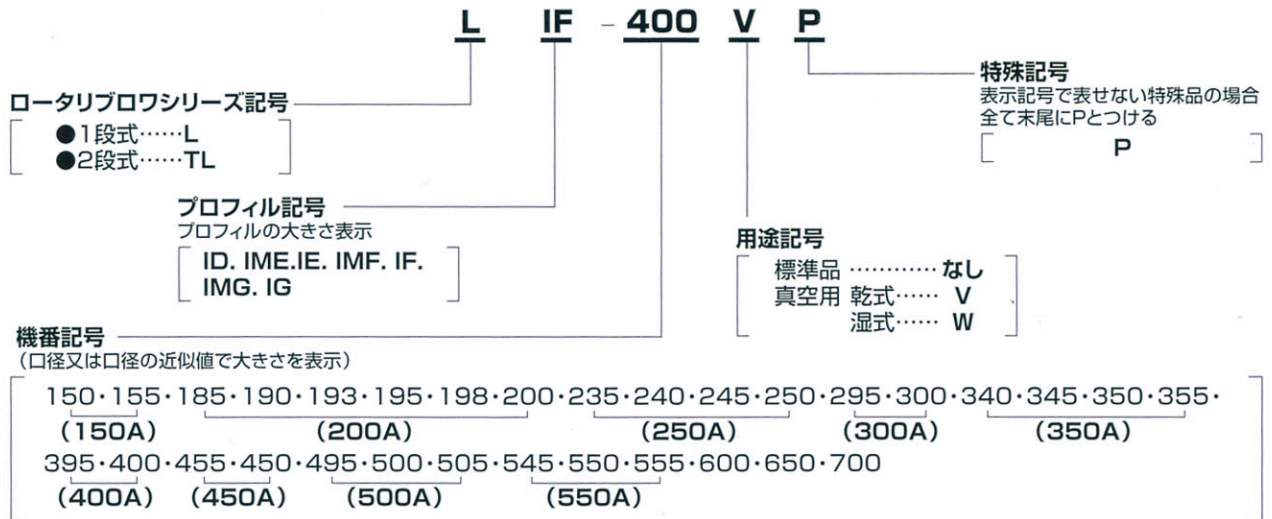 L IF - 400 V P
特殊記号
表示記号で表せない特殊品の場合
全て末尾にPとつける
P
ロータリブロワシリーズ記号
●1段式……L
●2段式……TL
プロフィル記号
プロフィルの大きさ表示
ID. IME.IE. IMF. IF.
IMG. IG
用途記号
標準品 ………… なし
真空用 乾式…… V
湿式…… W
機番記号
（口径又は口径の近似値で大きさを表示）
150・155・185・190・193・195・198・200・235・240・245・250・295・300・340・345・350・355・
(150A) (200A) (250A) (300A) (350A)
395・400・455・450・495・500・505・545・550・555・600・650・700
(400A) (450A) (500A) (550A)